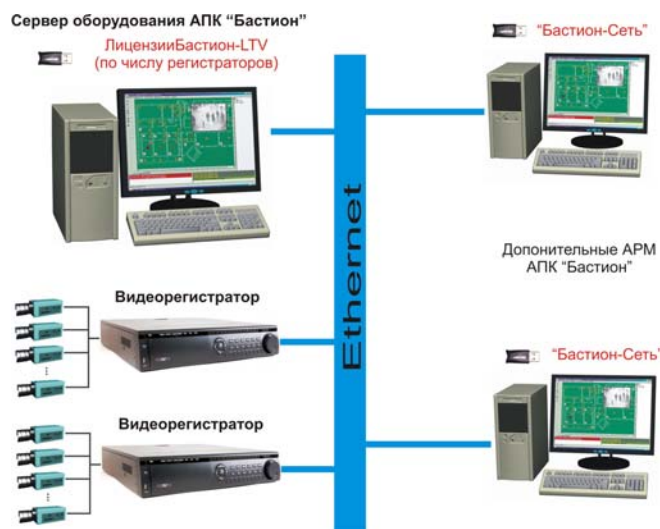 Сервер оборудования АПК “Бастион”
ЛицензииБастион-LTV
(по числу регистраторов)
“Бастион-Сеть”
Ethernet
Допонительные АРМ
АПК “Бастион”
Видеорегистратор
“Бастион-Сеть”
Видеорегистратор